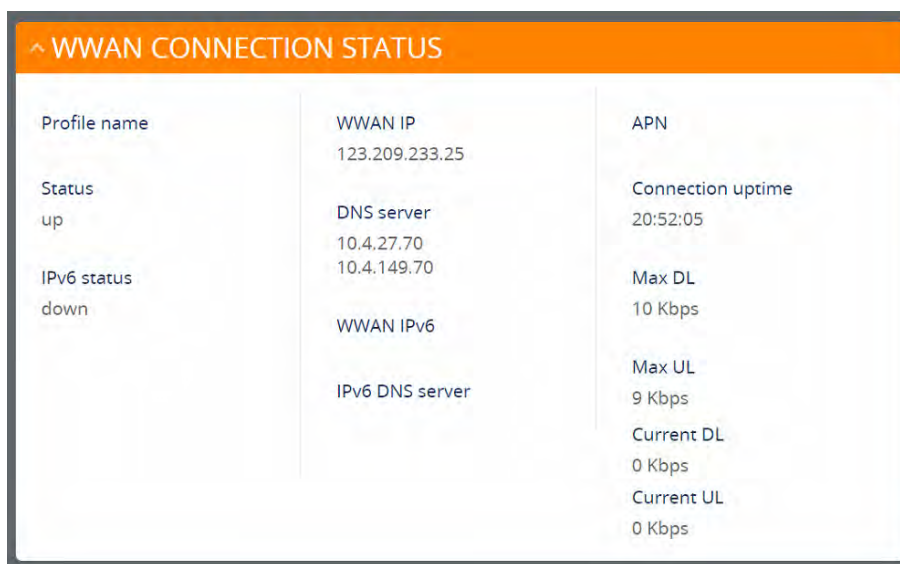 WWAN CONNECTION STATUS
Profile name
Status
up
IPv6 status
down
WWAN IP
123.209.233.25
DNS server
10.4.27.70
10.4.149.70
WWAN IPv6
IPv6 DNS server
APN
Connection uptime
20:52:05
Max DL
10 Kbps
Max UL
9 Kbps
Current DL
0 Kbps
Current UL
0 Kbps